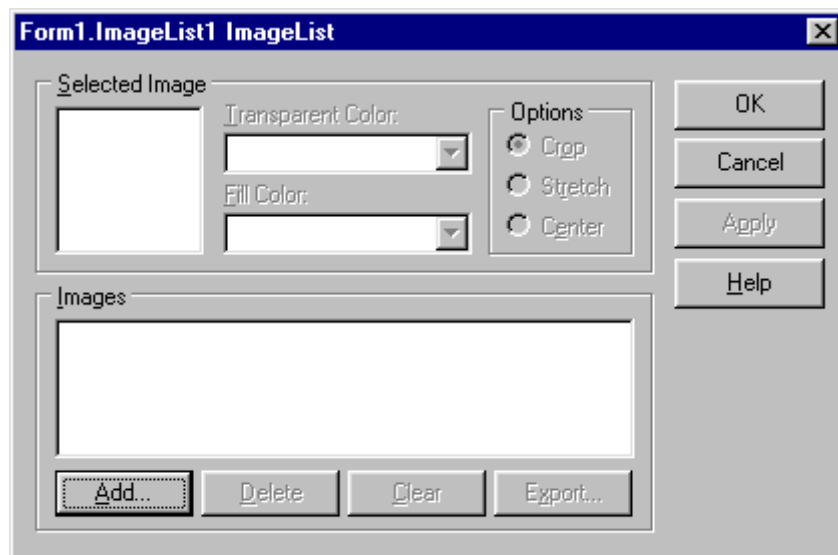 Form1.ImageList1 ImageList
Selected Image
Transparent Color:
Fill Color:
Options
Crop
Stretch
Center
OK
Cancel
Apply
Help
Images
Add...
Delete
Clear
Export...